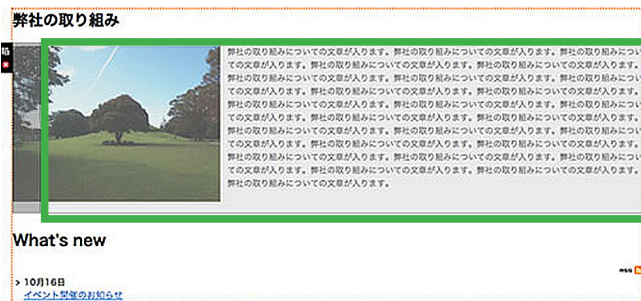 弊社の取り組み
弊社の取り組みについての文章が入ります。弊社の取り組みについての文章が入ります。弊社の取り組みについ
ての文章が入ります。弊社の取り組みについての文章が入ります。弊社の取り組みについての文章が入りま
弊社の取り組みについての文章が入ります。弊社の取り組みについての文章が入ります。弊社の取り組みについ
ての文章が入ります。弊社の取り組みについての文章が入ります。弊社の取り組みについての文章が入りま
弊社の取り組みについての文章が入ります。弊社の取り組みについての文章が入ります。弊社の取り組みについ
ての文章が入ります。弊社の取り組みについての文章が入ります。弊社の取り組みについての文章が入りま
弊社の取り組みについての文章が入ります。弊社の取り組みについての文章が入ります。弊社の取り組みについ
ての文章が入ります。弊社の取り組みについての文章が入ります。弊社の取り組みについての文章が入りま
弊社の取り組みについての文章が入ります。弊社の取り組みについての文章が入ります。弊社の取り組みについ
ての文章が入ります。弊社の取り組みについての文章が入ります。弊社の取り組みについての文章が入りま
弊社の取り組みについての文章が入ります。
What's new
10月16日
イベント開催のお知らせ